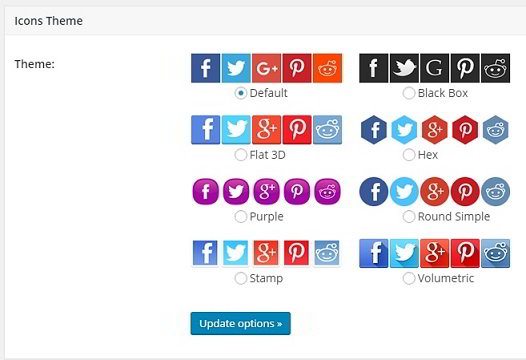 Icons Theme
Theme:
Default
Black Box
Flat 3D
Hex
Purple
Round Simple
Stamp
Volumetric
Update options »